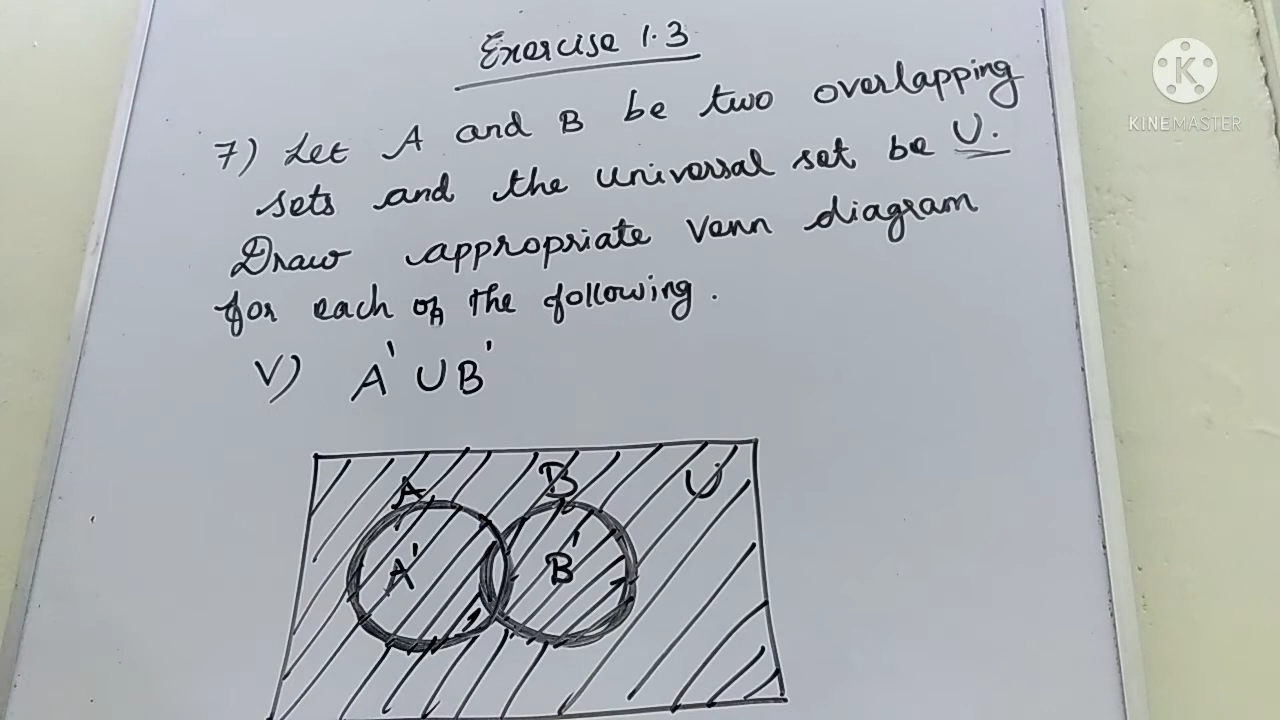 Exercise 1.3
K
KINEMASTER
7) Let A and B be two overlapping
sets and the universal set be U.
Draw appropriate Venn diagram
for each of the following.
V) A' ∪ B'
A B U
A' B'